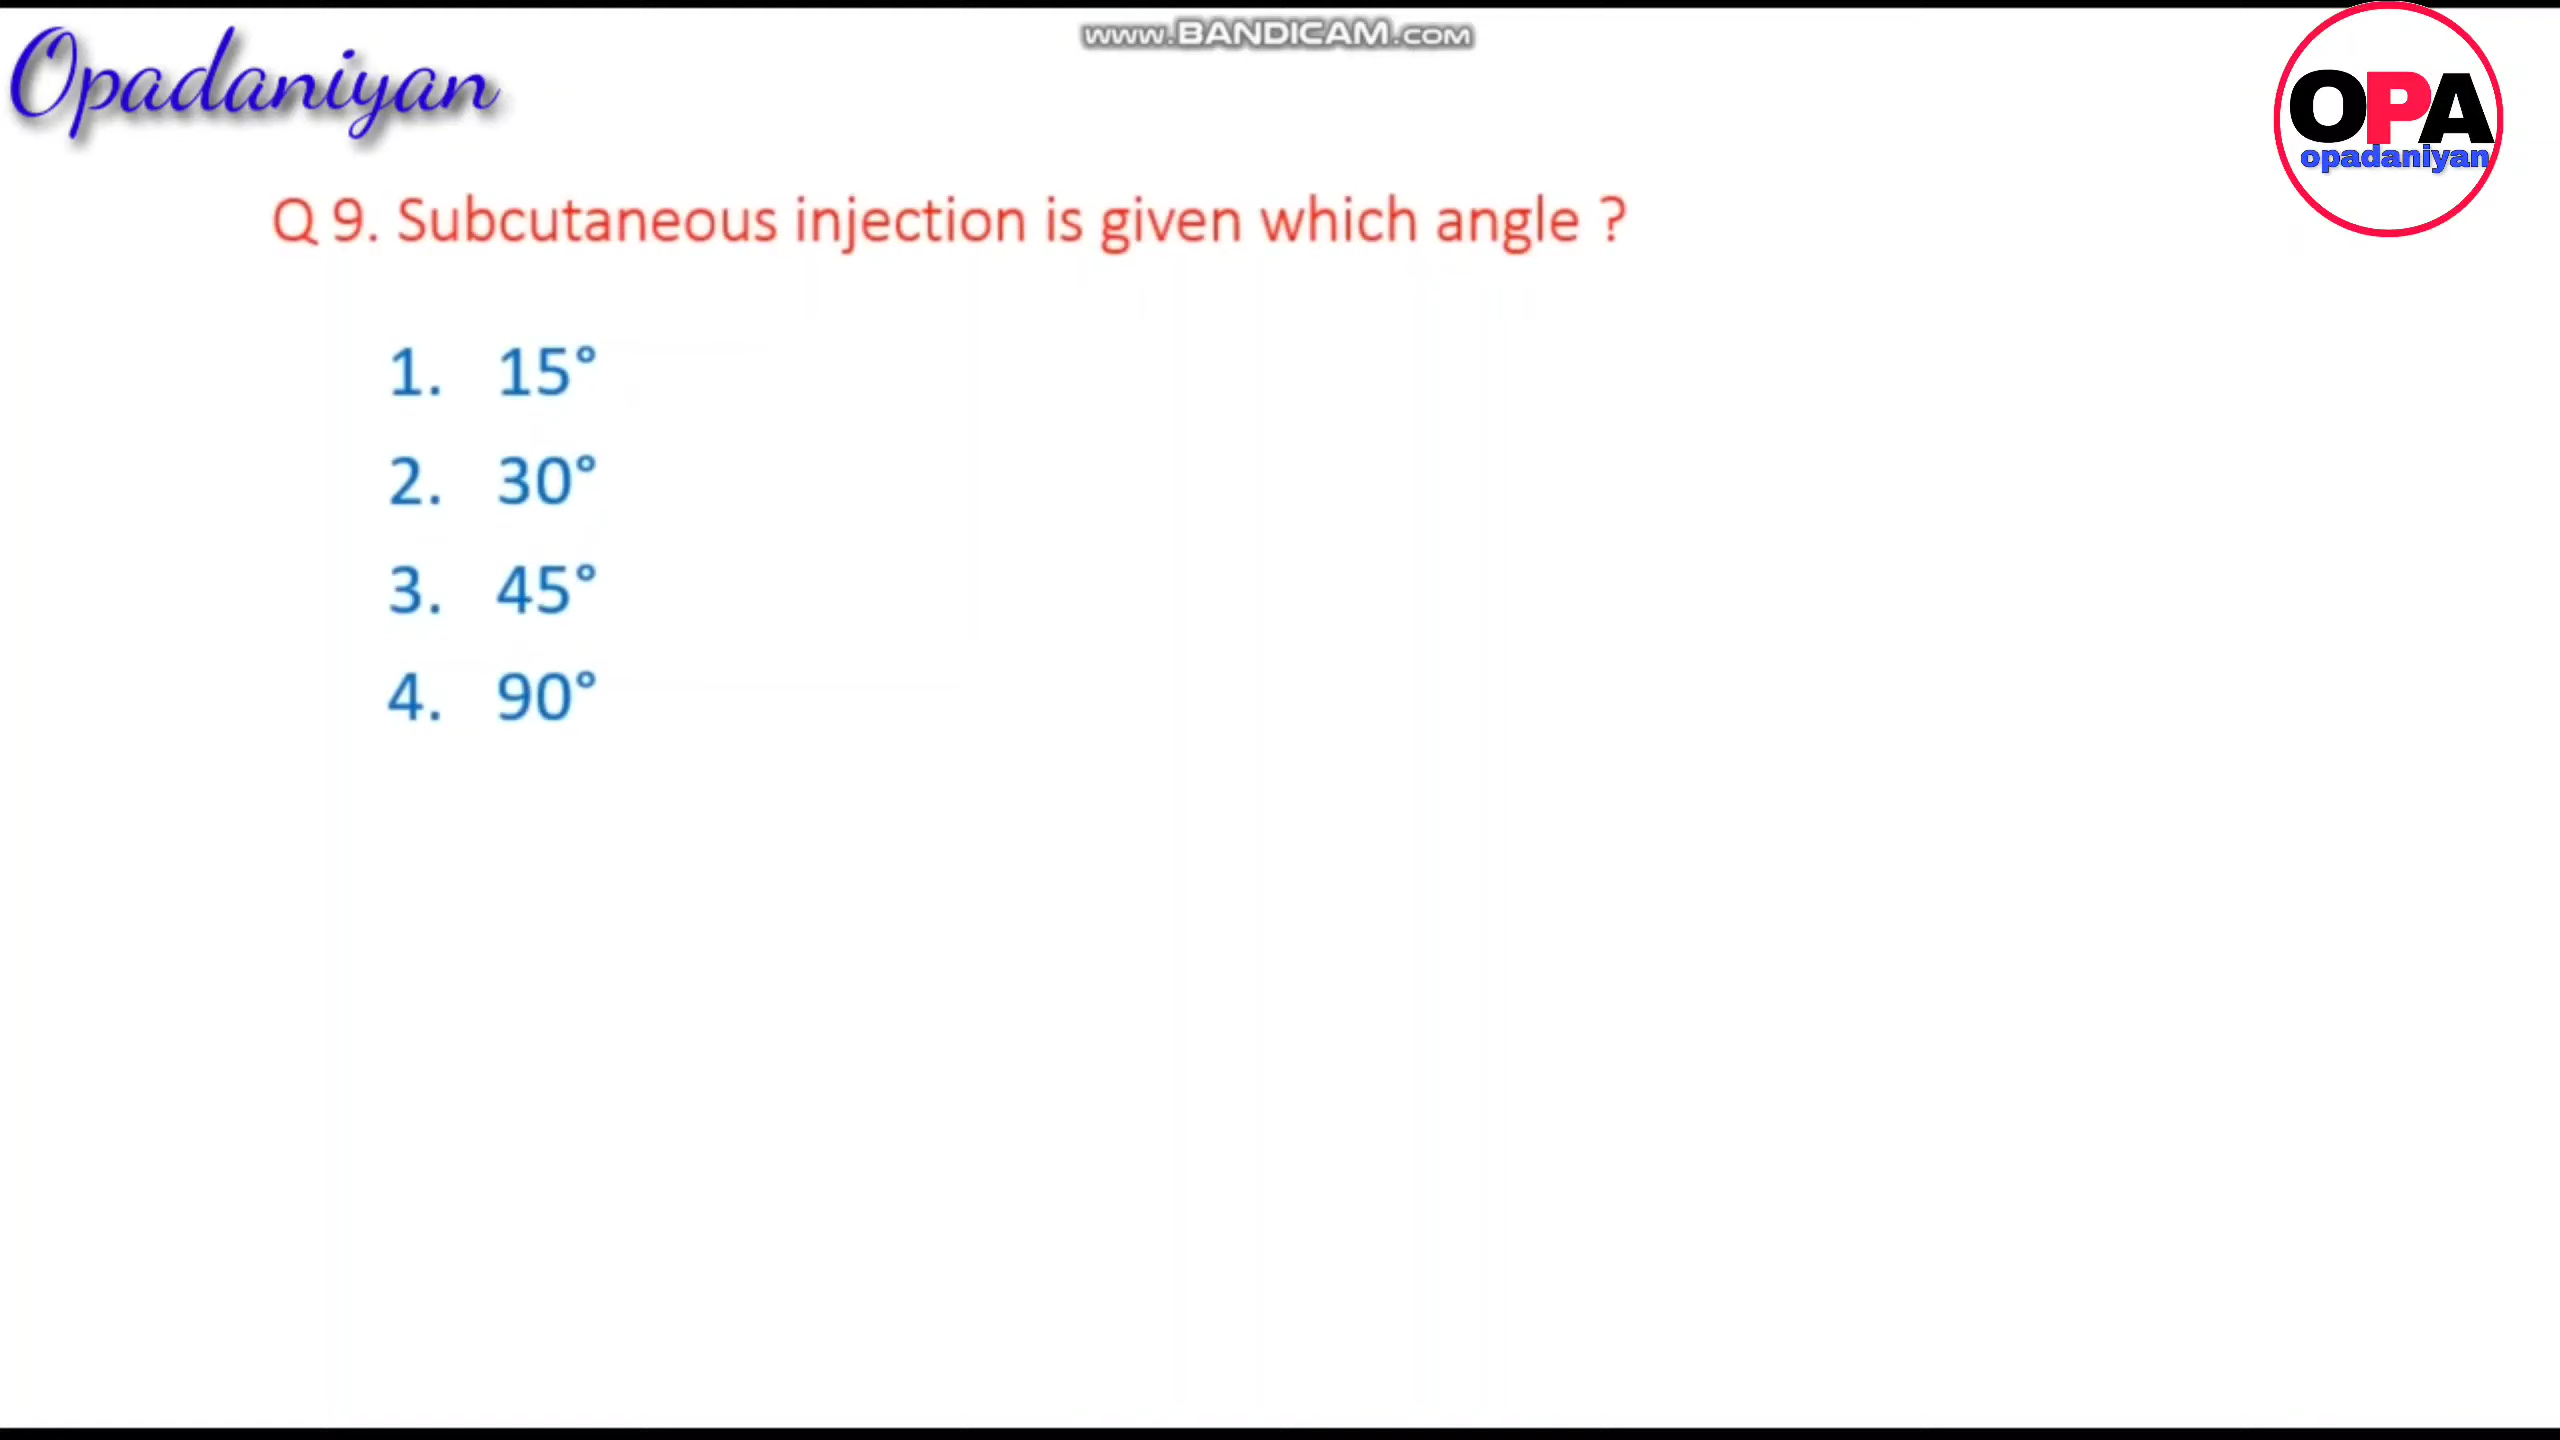 www.BANDICAM.com
Opadaniyan
OPA
opadaniyan
Q 9. Subcutaneous injection is given which angle ?
1. 15°
2. 30°
3. 45°
4. 90°